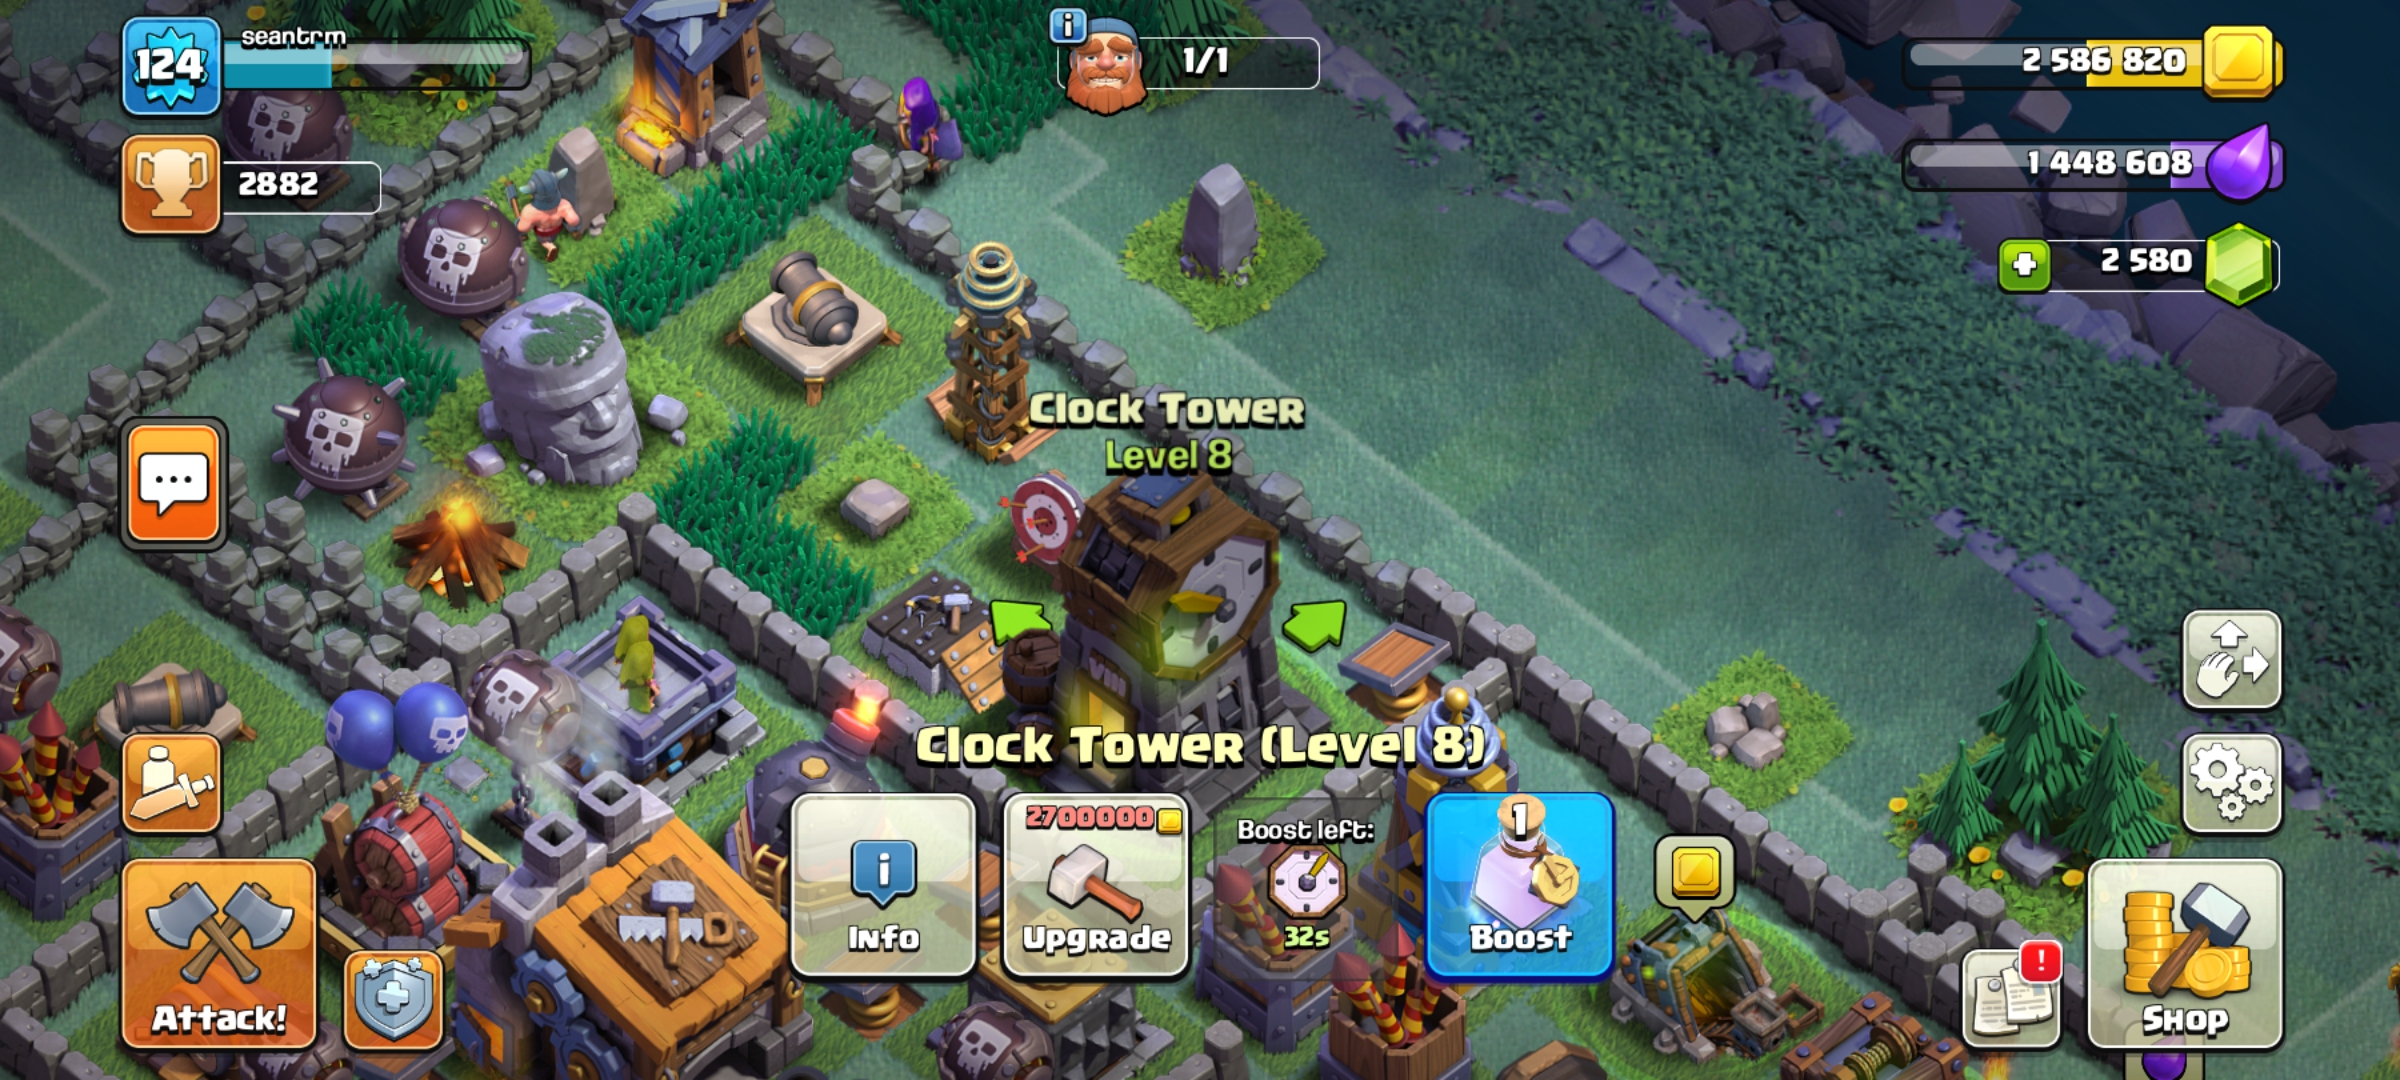 124
seantrm
1/1
2 586 820
2882
1 448 608
2 580
Clock Tower
Level 8
VIII
Clock Tower (Level 8)
1
2700000
Boost left:
Info
Upgrade
32s
Boost
!
Attack!
Shop